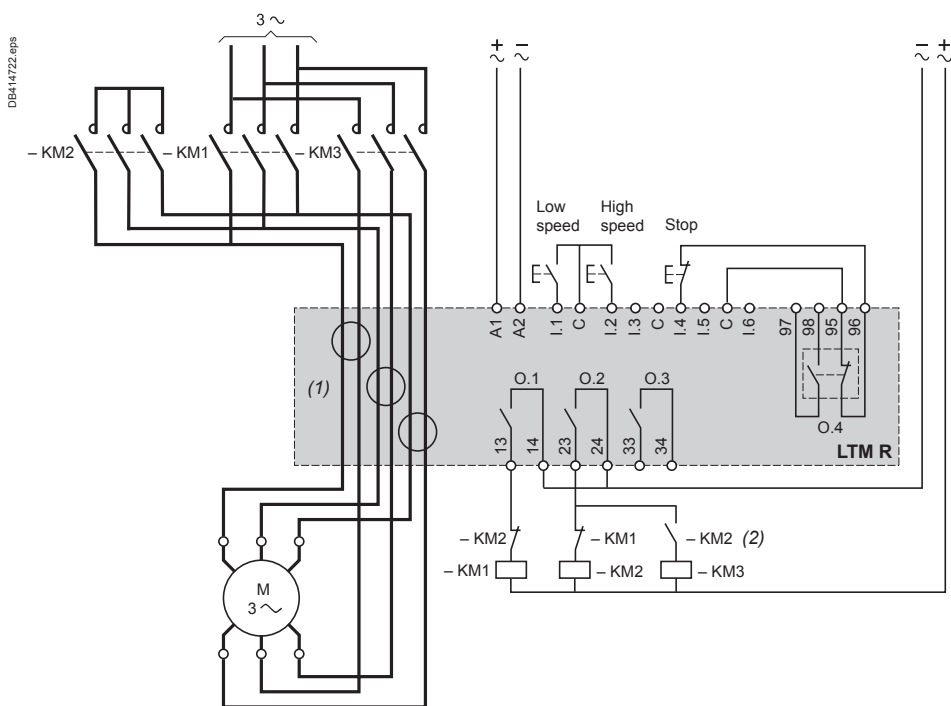 DB414722.eps
3 ~
+ ~ – ~
– ~ + ~
– KM2
– KM1
– KM3
Low speed
High speed
Stop
A1 A2 I.1 C I.2 I.3 C I.4 I.5 C I.6 97 98 95 96
(1)
O.1 O.2 O.3
O.4
13 14 23 24 33 34
LTM R
– KM2 – KM1 – KM2 (2)
– KM1 – KM2 – KM3
M
3 ~